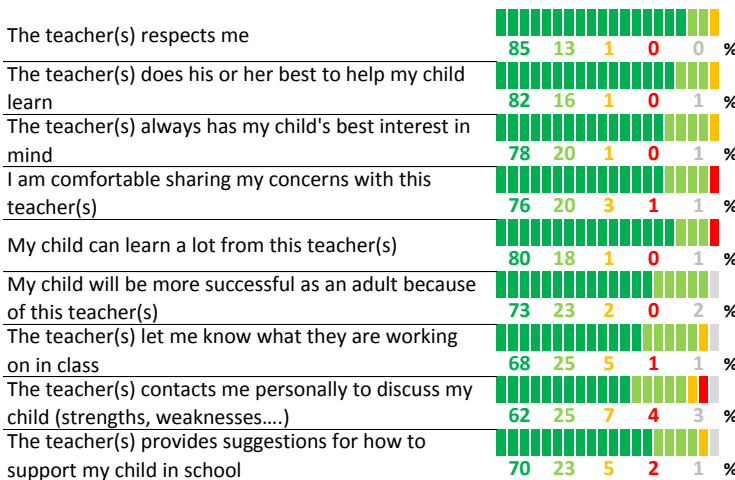 The teacher(s) respects me
85 13 1 0 0 %
The teacher(s) does his or her best to help my child
learn
82 16 1 0 1 %
The teacher(s) always has my child's best interest in
mind
78 20 1 0 1 %
I am comfortable sharing my concerns with this
teacher(s)
76 20 3 1 1 %
My child can learn a lot from this teacher(s)
80 18 1 0 1 %
My child will be more successful as an adult because
of this teacher(s)
73 23 2 0 2 %
The teacher(s) let me know what they are working
on in class
68 25 5 1 1 %
The teacher(s) contacts me personally to discuss my
child (strengths, weaknesses....)
62 25 7 4 3 %
The teacher(s) provides suggestions for how to
support my child in school
70 23 5 2 1 %